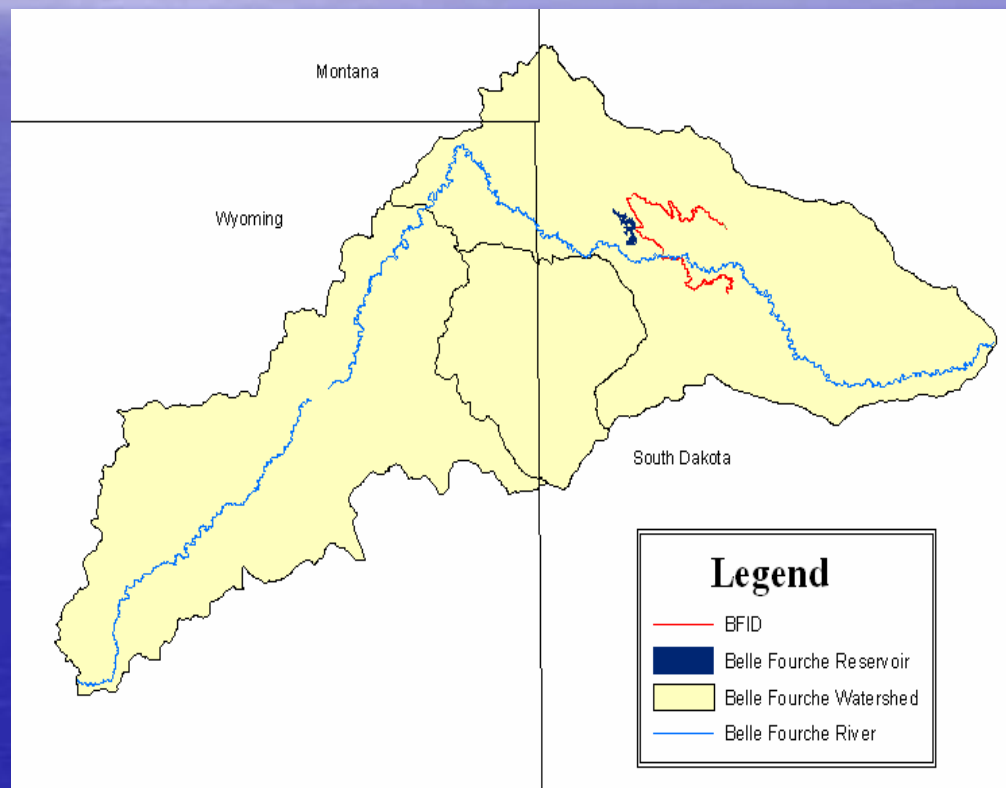 Montana
Wyoming
South Dakota
Legend
BFID
Belle Fourche Reservoir
Belle Fourche Watershed
Belle Fourche River